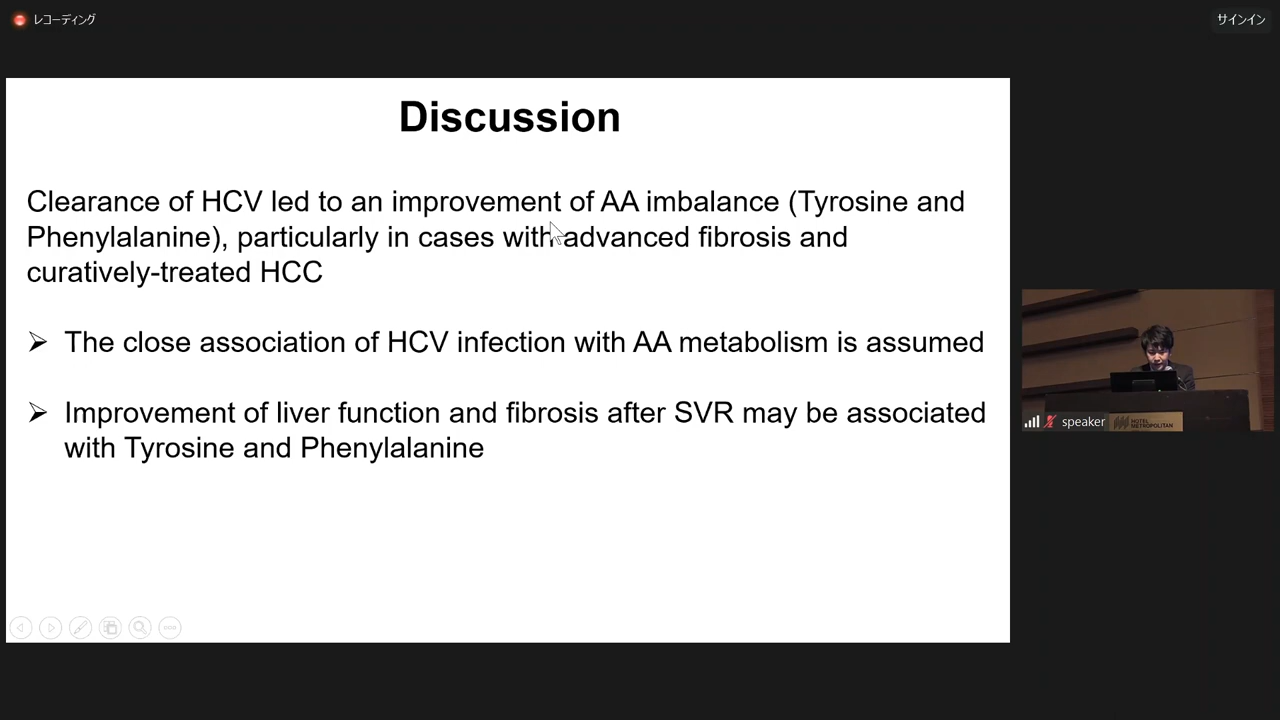 レコーディング
サインイン
Discussion
Clearance of HCV led to an improvement of AA imbalance (Tyrosine and
Phenylalanine), particularly in cases with advanced fibrosis and
curatively-treated HCC
➢ The close association of HCV infection with AA metabolism is assumed
➢ Improvement of liver function and fibrosis after SVR may be associated
with Tyrosine and Phenylalanine
speaker
HOTEL
METROPOLITAN